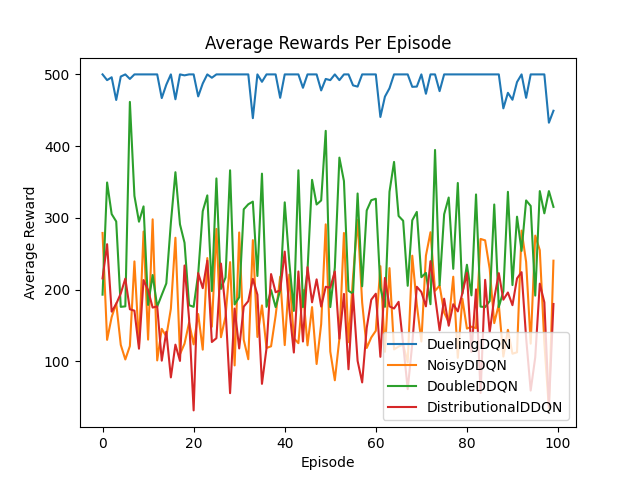 Average Rewards Per Episode
Average Reward
500
400
300
200
100
0
20
40
60
80
100
Episode
DuelingDQN
NoisyDDQN
DoubleDDQN
DistributionalDDQN